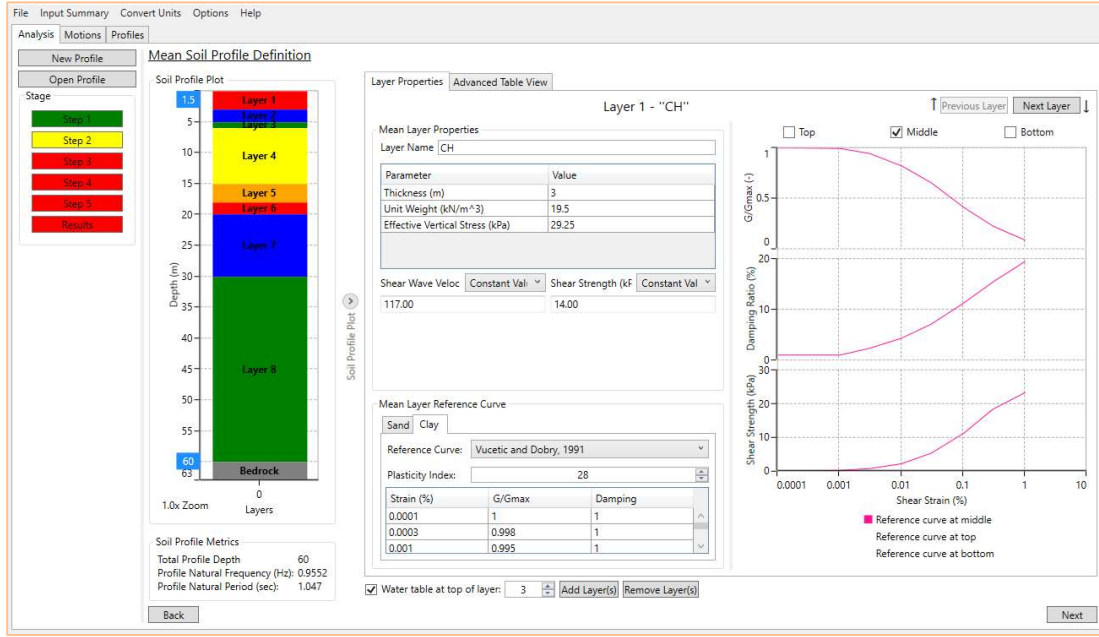 File Input Summary Convert Units Options Help
Analysis Motions Profiles
New Profile
Open Profile
Stage
Step 1
Step 2
Step 3
Step 4
Step 5
Results
Mean Soil Profile Definition
Soil Profile Plot
Depth (m)
1.5
5
10
15
20
25
30
35
40
45
50
55
60
63
Layer 1
Layer 2
Layer 3
Layer 4
Layer 5
Layer 6
Layer 7
Layer 8
Bedrock
0
1.0x Zoom Layers
Soil Profile Metrics
Total Profile Depth 60
Profile Natural Frequency (Hz): 0.9552
Profile Natural Period (sec): 1.047
Back
Soil Profile Plot
Layer Properties Advanced Table View
Layer 1 - "CH"
Previous Layer Next Layer
Mean Layer Properties
Layer Name CH
Parameter Value
Thickness (m) 3
Unit Weight (kN/m^3) 19.5
Effective Vertical Stress (kPa) 29.25
Shear Wave Veloc Constant Val Shear Strength (kF Constant Val
117.00 14.00
Mean Layer Reference Curve
Sand Clay
Reference Curve: Vucetic and Dobry, 1991
Plasticity Index: 28
Strain (%) G/Gmax Damping
0.0001 1 1
0.0003 0.998 1
0.001 0.995 1
Water table at top of layer: 3 Add Layer(s) Remove Layer(s)
Top Middle Bottom
G/Gmax (-)
1
0.5
0
Damping Ratio (%)
20
10
0
Shear Strength (kPa)
30
20
10
0
0.0001 0.001 0.01 0.1 1 10
Shear Strain (%)
Reference curve at middle
Reference curve at top
Reference curve at bottom
Next